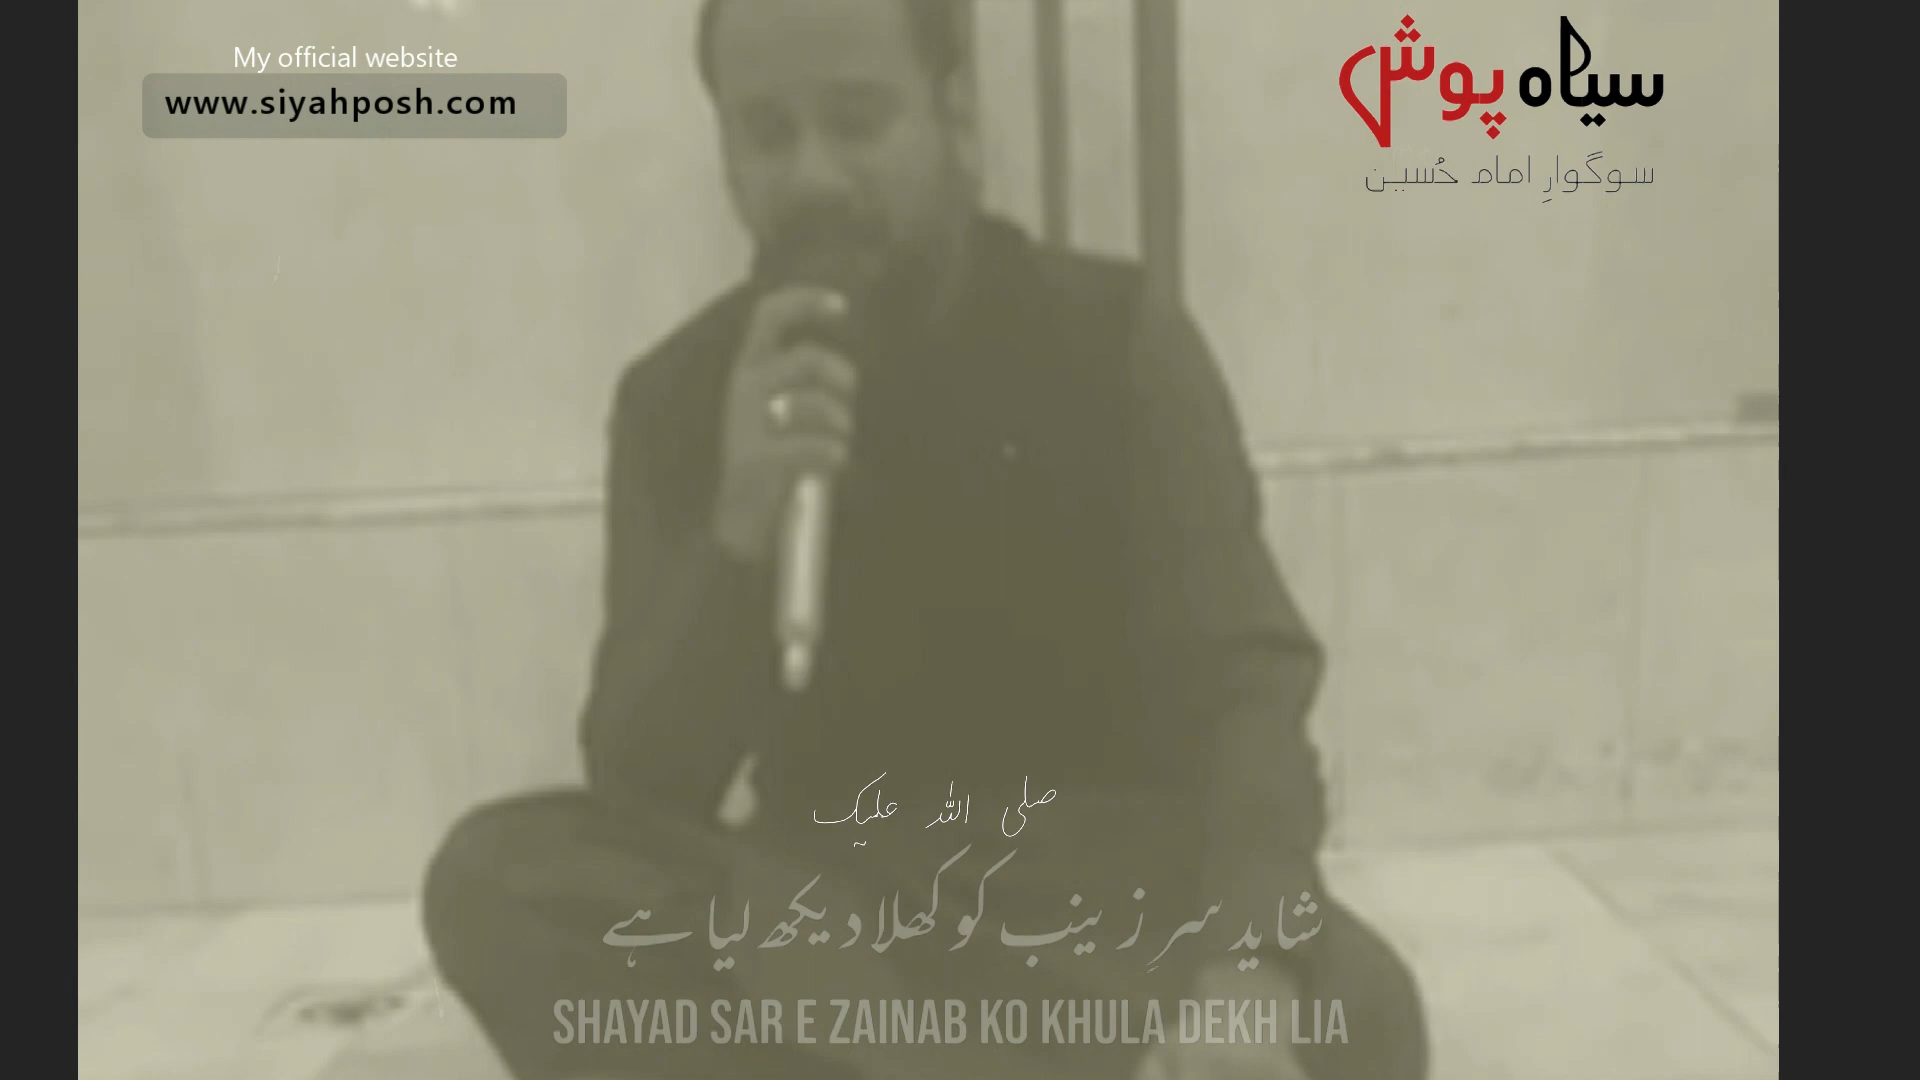 My official website
www.siyahposh.com
سیاہ پوش
سوگوارِ امام حُسین
صلی اللہ علیک
شاید سرِ زینب کو کھلا دیکھ لیا ہے
SHAYAD SAR E ZAINAB KO KHULA DEKH LIA